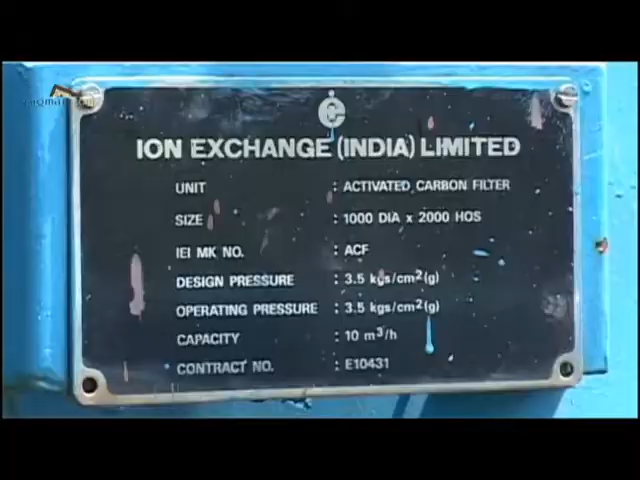 ION EXCHANGE (INDIA) LIMITED
UNIT : ACTIVATED CARBON FILTER
SIZE : 1000 DIA x 2000 HOS
IEI MK NO. : ACF
DESIGN PRESSURE : 3.5 kgs/cm²(g)
OPERATING PRESSURE : 3.5 kgs/cm²(g)
CAPACITY : 10 m³/h
CONTRACT NO. : E10431